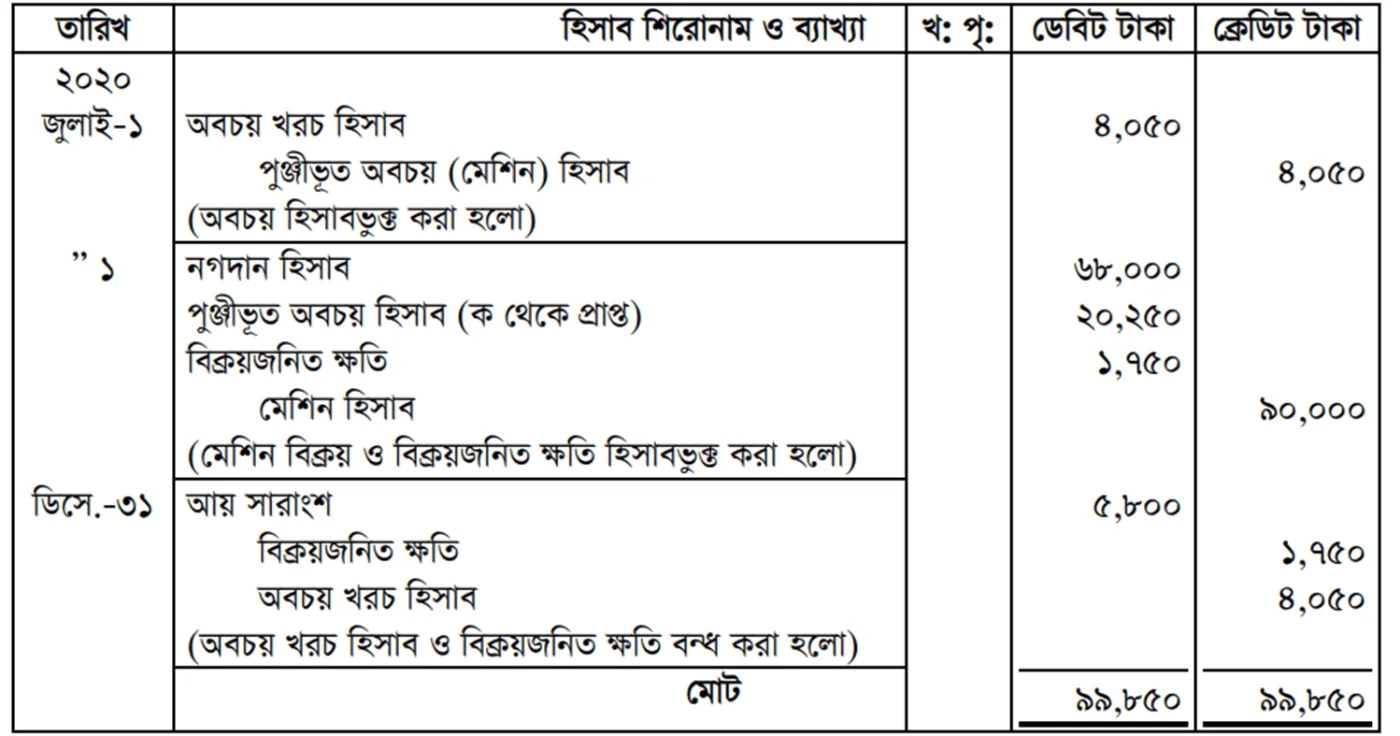 তারিখ হিসাব শিরোনাম ও ব্যাখ্যা খ: পৃ: ডেবিট টাকা ক্রেডিট টাকা
২০২০
জুলাই-১ অবচয় খরচ হিসাব ৪,০৫০
পুঞ্জীভূত অবচয় (মেশিন) হিসাব ৪,০৫০
(অবচয় হিসাবভুক্ত করা হলো)
” ১ নগদান হিসাব ৬৮,০০০
পুঞ্জীভূত অবচয় হিসাব (ক থেকে প্রাপ্ত) ২০,২৫০
বিক্রয়জনিত ক্ষতি ১,৭৫০
মেশিন হিসাব ৯০,০০০
(মেশিন বিক্রয় ও বিক্রয়জনিত ক্ষতি হিসাবভুক্ত করা হলো)
ডিসে.-৩১ আয় সারাংশ ৫,৮০০
বিক্রয়জনিত ক্ষতি ১,৭৫০
অবচয় খরচ হিসাব ৪,০৫০
(অবচয় খরচ হিসাব ও বিক্রয়জনিত ক্ষতি বন্ধ করা হলো)
মোট ৯৯,৮৫০ ৯৯,৮৫০